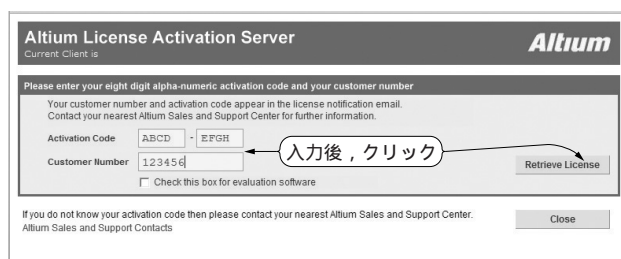 Altium License Activation Server
Altıum
Current Client is
Please enter your eight digit alpha-numeric activation code and your customer number
Your customer number and activation code appear in the license notification email.
Contact your nearest Altium Sales and Support Center for further information.
Activation Code ABCD - EFGH
入力後，クリック
Customer Number 123456
Retrieve License
Check this box for evaluation software
If you do not know your activation code then please contact your nearest Altium Sales and Support Center.
Altium Sales and Support Contacts
Close